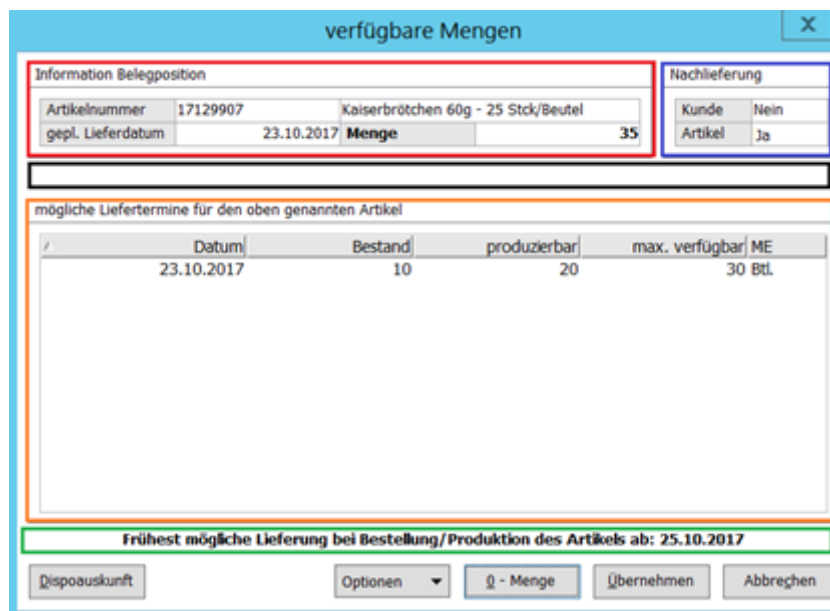 verfügbare Mengen
X
Information Belegposition
Nachlieferung
Artikelnummer 17129907 Kaiserbrötchen 60g - 25 Stck/Beutel
Kunde Nein
gepl. Lieferdatum 23.10.2017 Menge 35
Artikel Ja
mögliche Liefertermine für den oben genannten Artikel
Datum Bestand produzierbar max. verfügbar ME
23.10.2017 10 20 30 Btl.
Frühest mögliche Lieferung bei Bestellung/Produktion des Artikels ab: 25.10.2017
Dispoauskunft Optionen 0 - Menge Übernehmen Abbrechen